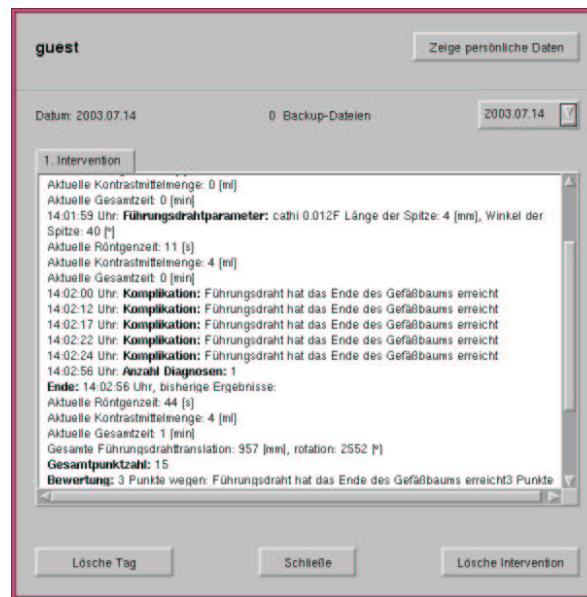 guest
Zeige persönliche Daten
Datum: 2003.07.14
0 Backup-Dateien
2003.07.14
1. Intervention
Aktuelle Kontrastmittelmenge: 0 [ml]
Aktuelle Gesamtzeit: 0 [min]
14:01:59 Uhr: Führungsdrahtparameter: cathi 0.012F Länge der Spitze: 4 [mm], Winkel der
Spitze: 40 [°]
Aktuelle Röntgenzeit: 11 [s]
Aktuelle Kontrastmittelmenge: 4 [ml]
Aktuelle Gesamtzeit: 0 [min]
14:02:00 Uhr: Komplikation: Führungsdraht hat das Ende des Gefäßbaums erreicht
14:02:12 Uhr: Komplikation: Führungsdraht hat das Ende des Gefäßbaums erreicht
14:02:17 Uhr: Komplikation: Führungsdraht hat das Ende des Gefäßbaums erreicht
14:02:22 Uhr: Komplikation: Führungsdraht hat das Ende des Gefäßbaums erreicht
14:02:24 Uhr: Komplikation: Führungsdraht hat das Ende des Gefäßbaums erreicht
14:02:56 Uhr: Anzahl Diagnosen: 1
Ende: 14:02:56 Uhr, bisherige Ergebnisse:
Aktuelle Röntgenzeit: 44 [s]
Aktuelle Kontrastmittelmenge: 4 [ml]
Aktuelle Gesamtzeit: 1 [min]
Gesamte Führungsdrahttranslation: 957 [mm], rotation: 2552 [°]
Gesamtpunktzahl: 15
Bewertung: 3 Punkte wegen: Führungsdraht hat das Ende des Gefäßbaums erreicht3 Punkte
Lösche Tag
Schließe
Lösche Intervention